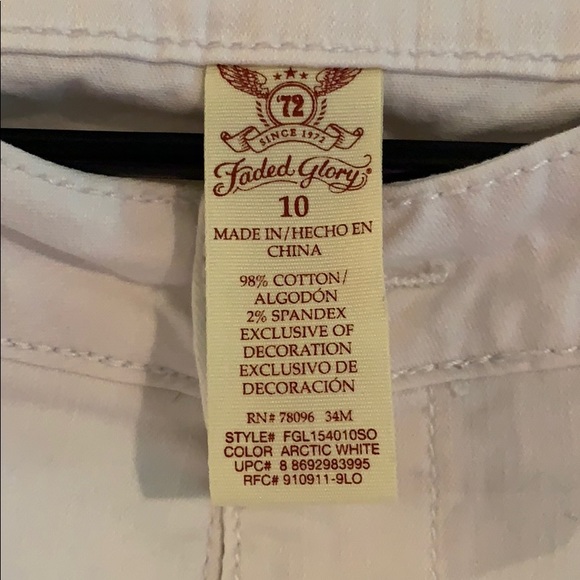 '72
SINCE 1972
Faded Glory®
10
MADE IN/HECHO EN
CHINA
98% COTTON/
ALGODÓN
2% SPANDEX
EXCLUSIVE OF
DECORATION
EXCLUSIVO DE
DECORACIÓN
RN# 78096 34M
STYLE# FGL154010SO
COLOR ARCTIC WHITE
UPC# 8 8692983995
RFC# 910911-9LO